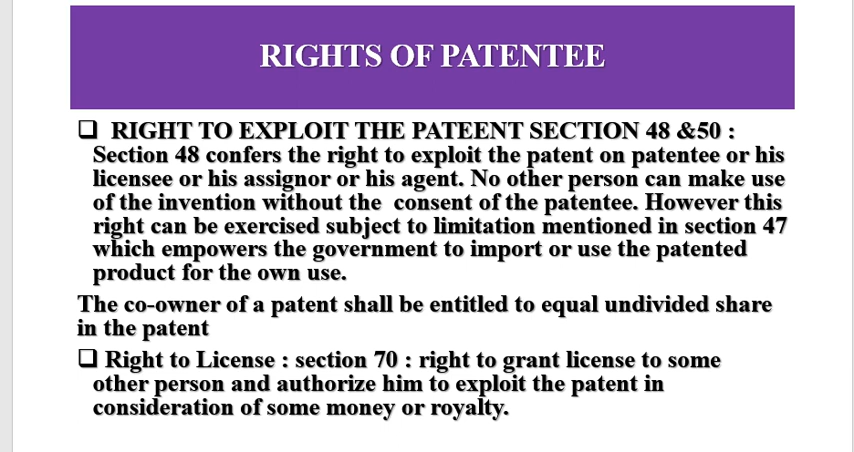 RIGHTS OF PATENTEE
❑ RIGHT TO EXPLOIT THE PATEENT SECTION 48 &50 :
Section 48 confers the right to exploit the patent on patentee or his
licensee or his assignor or his agent. No other person can make use
of the invention without the consent of the patentee. However this
right can be exercised subject to limitation mentioned in section 47
which empowers the government to import or use the patented
product for the own use.
The co-owner of a patent shall be entitled to equal undivided share
in the patent
❑ Right to License : section 70 : right to grant license to some
other person and authorize him to exploit the patent in
consideration of some money or royalty.